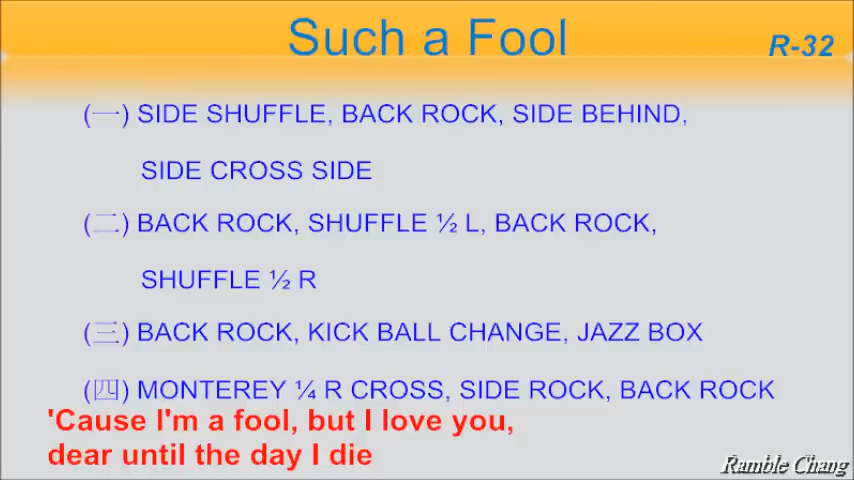 Such a Fool
R-32
(一) SIDE SHUFFLE, BACK ROCK, SIDE BEHIND,
SIDE CROSS SIDE
(二) BACK ROCK, SHUFFLE ½ L, BACK ROCK,
SHUFFLE ½ R
(三) BACK ROCK, KICK BALL CHANGE, JAZZ BOX
(四) MONTEREY ¼ R CROSS, SIDE ROCK, BACK ROCK
'Cause I'm a fool, but I love you,
dear until the day I die
Ramble Chang